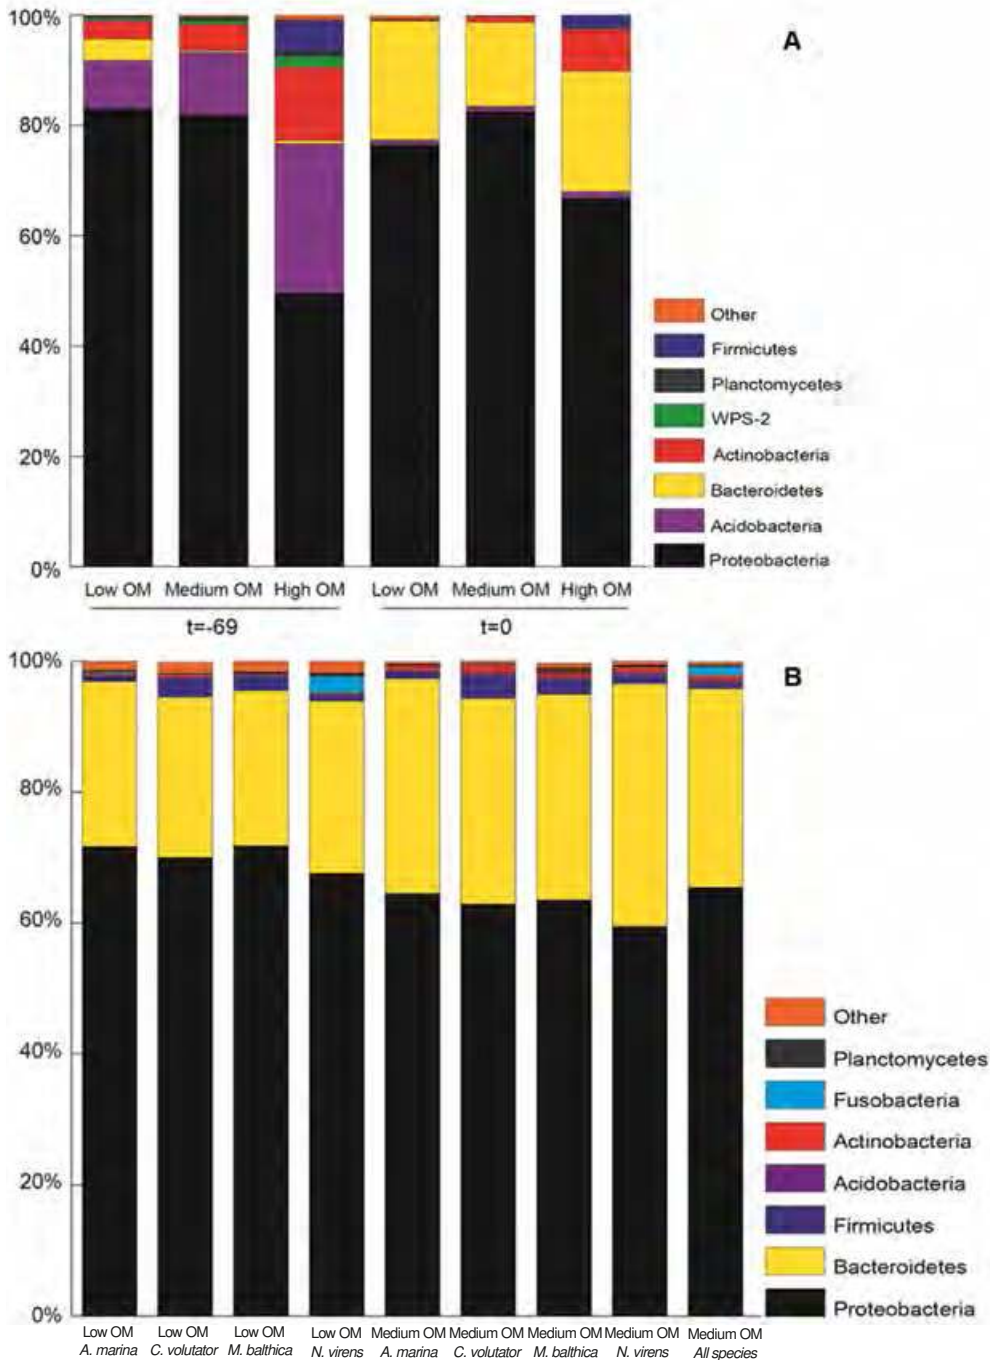 100%
A
80%
60%
40%
20%
0%
Other
Firmicutes
Planctomycetes
WPS-2
Actinobacteria
Bacteroidetes
Acidobacteria
Proteobacteria
Low OM Medium OM High OM Low OM Medium OM High OM
t=-69 t=0
100%
B
80%
60%
40%
20%
0%
Other
Planctomycetes
Fusobacteria
Actinobacteria
Acidobacteria
Firmicutes
Bacteroidetes
Proteobacteria
Low OM Low OM Low OM Low OM Medium OM Medium OM Medium OM Medium OM Medium OM
A. marina C. volutator M. balthica N. virens A. marina C. volutator M. balthica N. virens All species